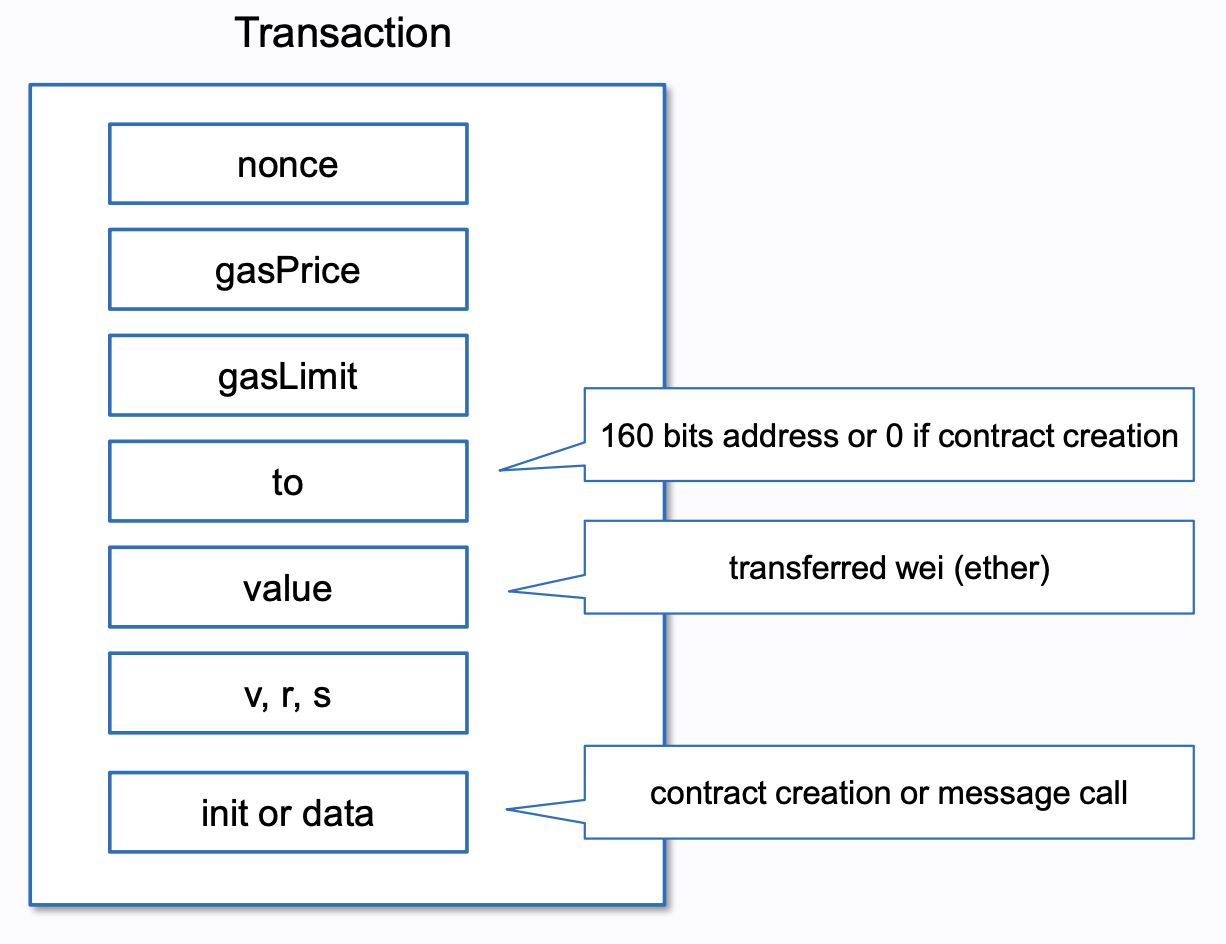 Transaction
nonce
gasPrice
gasLimit
to
160 bits address or 0 if contract creation
value
transferred wei (ether)
v, r, s
init or data
contract creation or message call